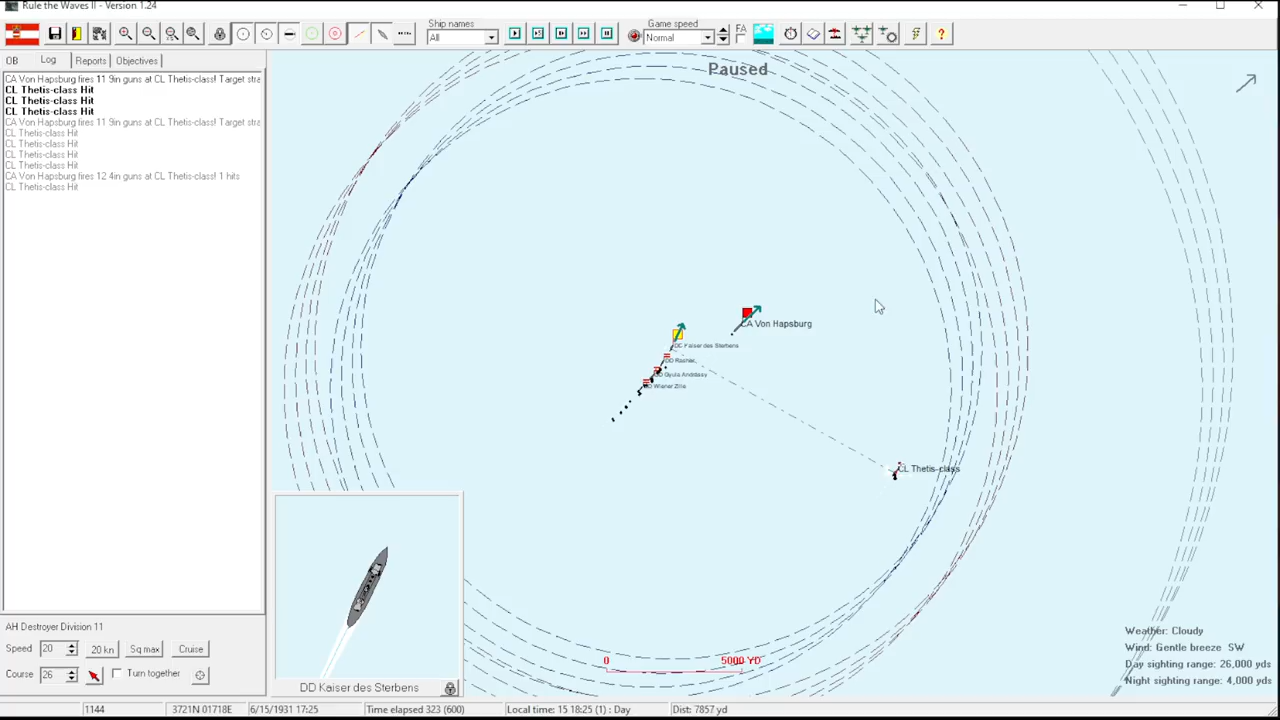 Rule the Waves II - Version 1.24
Ship names
All
Game speed
Normal
FA
OB
Log
Reports
Objectives
CA Von Hapsburg fires 11 9in guns at CL Thetis-class! Target stra
CL Thetis-class Hit
CL Thetis-class Hit
CL Thetis-class Hit
CA Von Hapsburg fires 11 9in guns at CL Thetis-class! Target stra
CL Thetis-class Hit
CL Thetis-class Hit
CL Thetis-class Hit
CL Thetis-class Hit
CA Von Hapsburg fires 12 4in guns at CL Thetis-class! 1 hits
CL Thetis-class Hit
Paused
CA Von Hapsburg
DD Kaiser des Sterbens
DD Gyula Andrassy
CL Thetis-class
0
5000 YD
Weather: Cloudy
Wind: Gentle breeze SW
Day sighting range: 26,000 yds
Night sighting range: 4,000 yds
DD Kaiser des Sterbens
AH Destroyer Division 11
Speed
20
20 kn
Sq max
Cruise
Course
26
Turn together
1144
3721N 01718E
6/15/1931 17:25
Time elapsed 323 (600)
Local time: 15 18:25 (1) : Day
Dist: 7857 yd